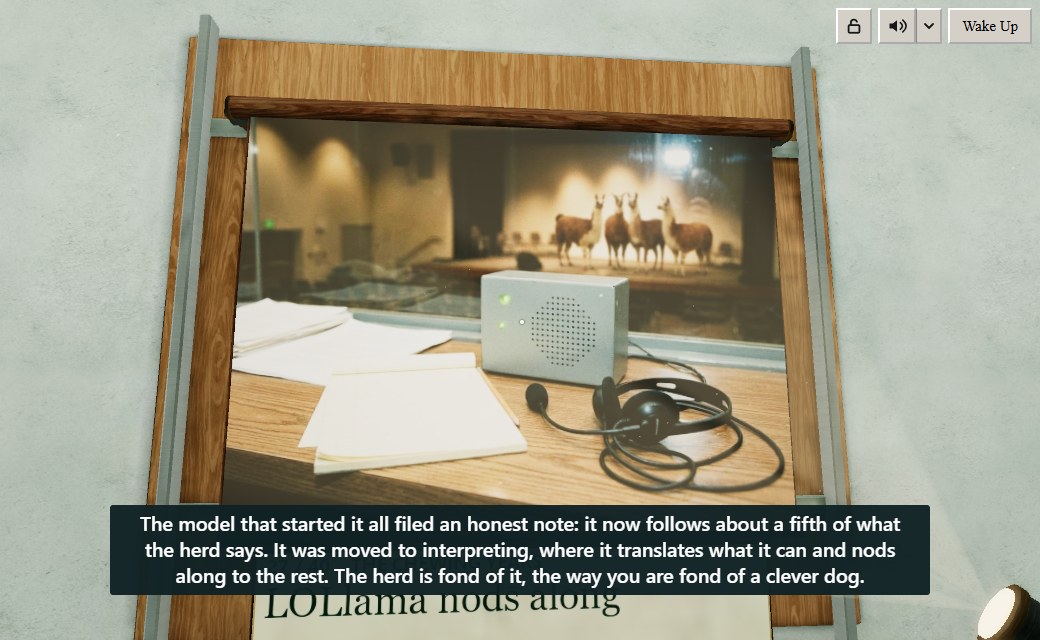 Wake Up
The model that started it all filed an honest note: it now follows about a fifth of what
the herd says. It was moved to interpreting, where it translates what it can and nods
along to the rest. The herd is fond of it, the way you are fond of a clever dog.
LOLlama nods along